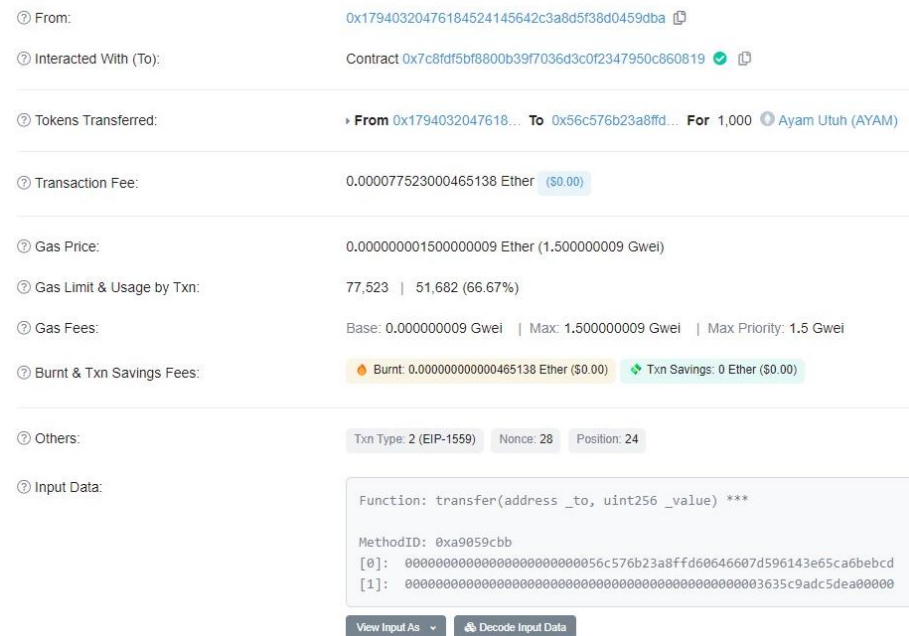 From: 0x17940320476184524145642c3a8d5f38d0459dba
Interacted With (To): Contract 0x7c8fdf5bf8800b39f7036d3c0f2347950c860819
Tokens Transferred: From 0x1794032047618... To 0x56c576b23a8ffd... For 1,000 Ayam Utuh (AYAM)
Transaction Fee: 0.000077523000465138 Ether ($0.00)
Gas Price: 0.000000001500000009 Ether (1.500000009 Gwei)
Gas Limit & Usage by Txn: 77,523 | 51,682 (66.67%)
Gas Fees: Base: 0.000000009 Gwei | Max: 1.500000009 Gwei | Max Priority: 1.5 Gwei
Burnt & Txn Savings Fees: Burnt: 0.000000000000465138 Ether ($0.00) Txn Savings: 0 Ether ($0.00)
Others: Txn Type: 2 (EIP-1559) Nonce: 28 Position: 24
Input Data:
Function: transfer(address _to, uint256 _value) ***
MethodID: 0xa9059cbb
[0]: 00000000000000000000000056c576b23a8ffd60646607d596143e65ca6bebcd
[1]: 00000000000000000000000000000000000000000000003635c9adc5dea00000
View Input As Decode Input Data